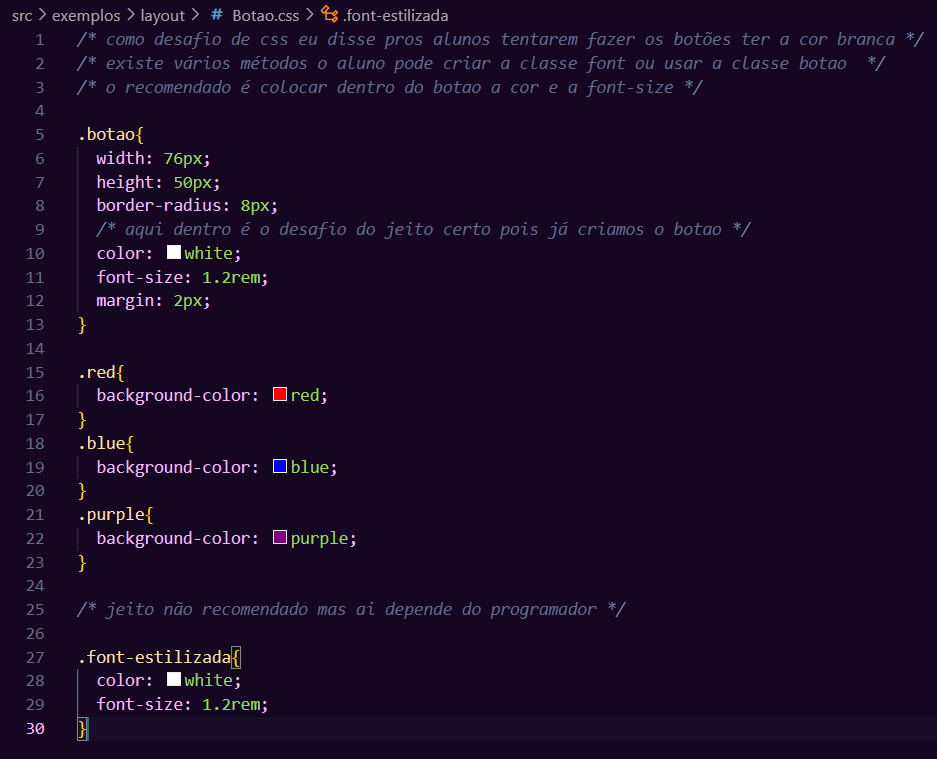 src > exemplos > layout > # Botao.css > .font-estilizada
1 /* como desafio de css eu disse pros alunos tentarem fazer os botões ter a cor branca */
2 /* existe vários métodos o aluno pode criar a classe font ou usar a classe botao  */
3 /* o recomendado é colocar dentro do botao a cor e a font-size */
4
5 .botao{
6   width: 76px;
7   height: 50px;
8   border-radius: 8px;
9   /* aqui dentro é o desafio do jeito certo pois já criamos o botao */
10   color: white;
11   font-size: 1.2rem;
12   margin: 2px;
13 }
14
15 .red{
16   background-color: red;
17 }
18 .blue{
19   background-color: blue;
20 }
21 .purple{
22   background-color: purple;
23 }
24
25 /* jeito não recomendado mas ai depende do programador */
26
27 .font-estilizada{
28   color: white;
29   font-size: 1.2rem;
30 }